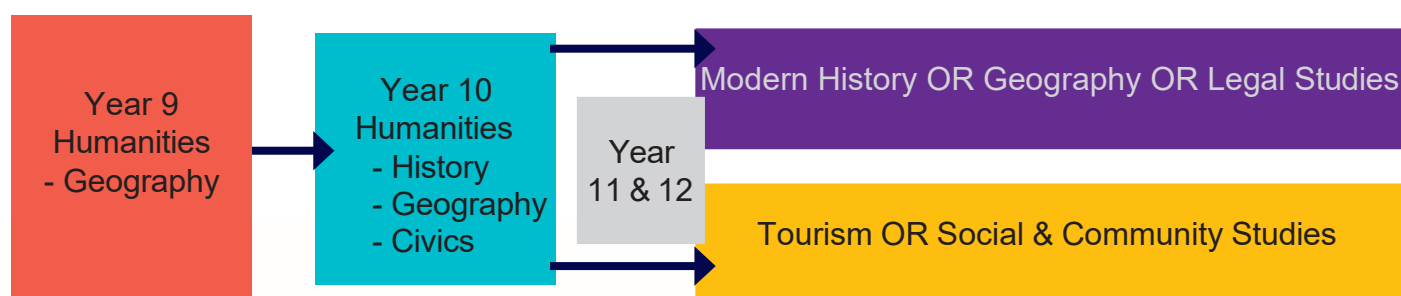 Year 9
Humanities
- Geography
Year 10
Humanities
- History
- Geography
- Civics
Year
11 & 12
Modern History OR Geography OR Legal Studies
Tourism OR Social & Community Studies